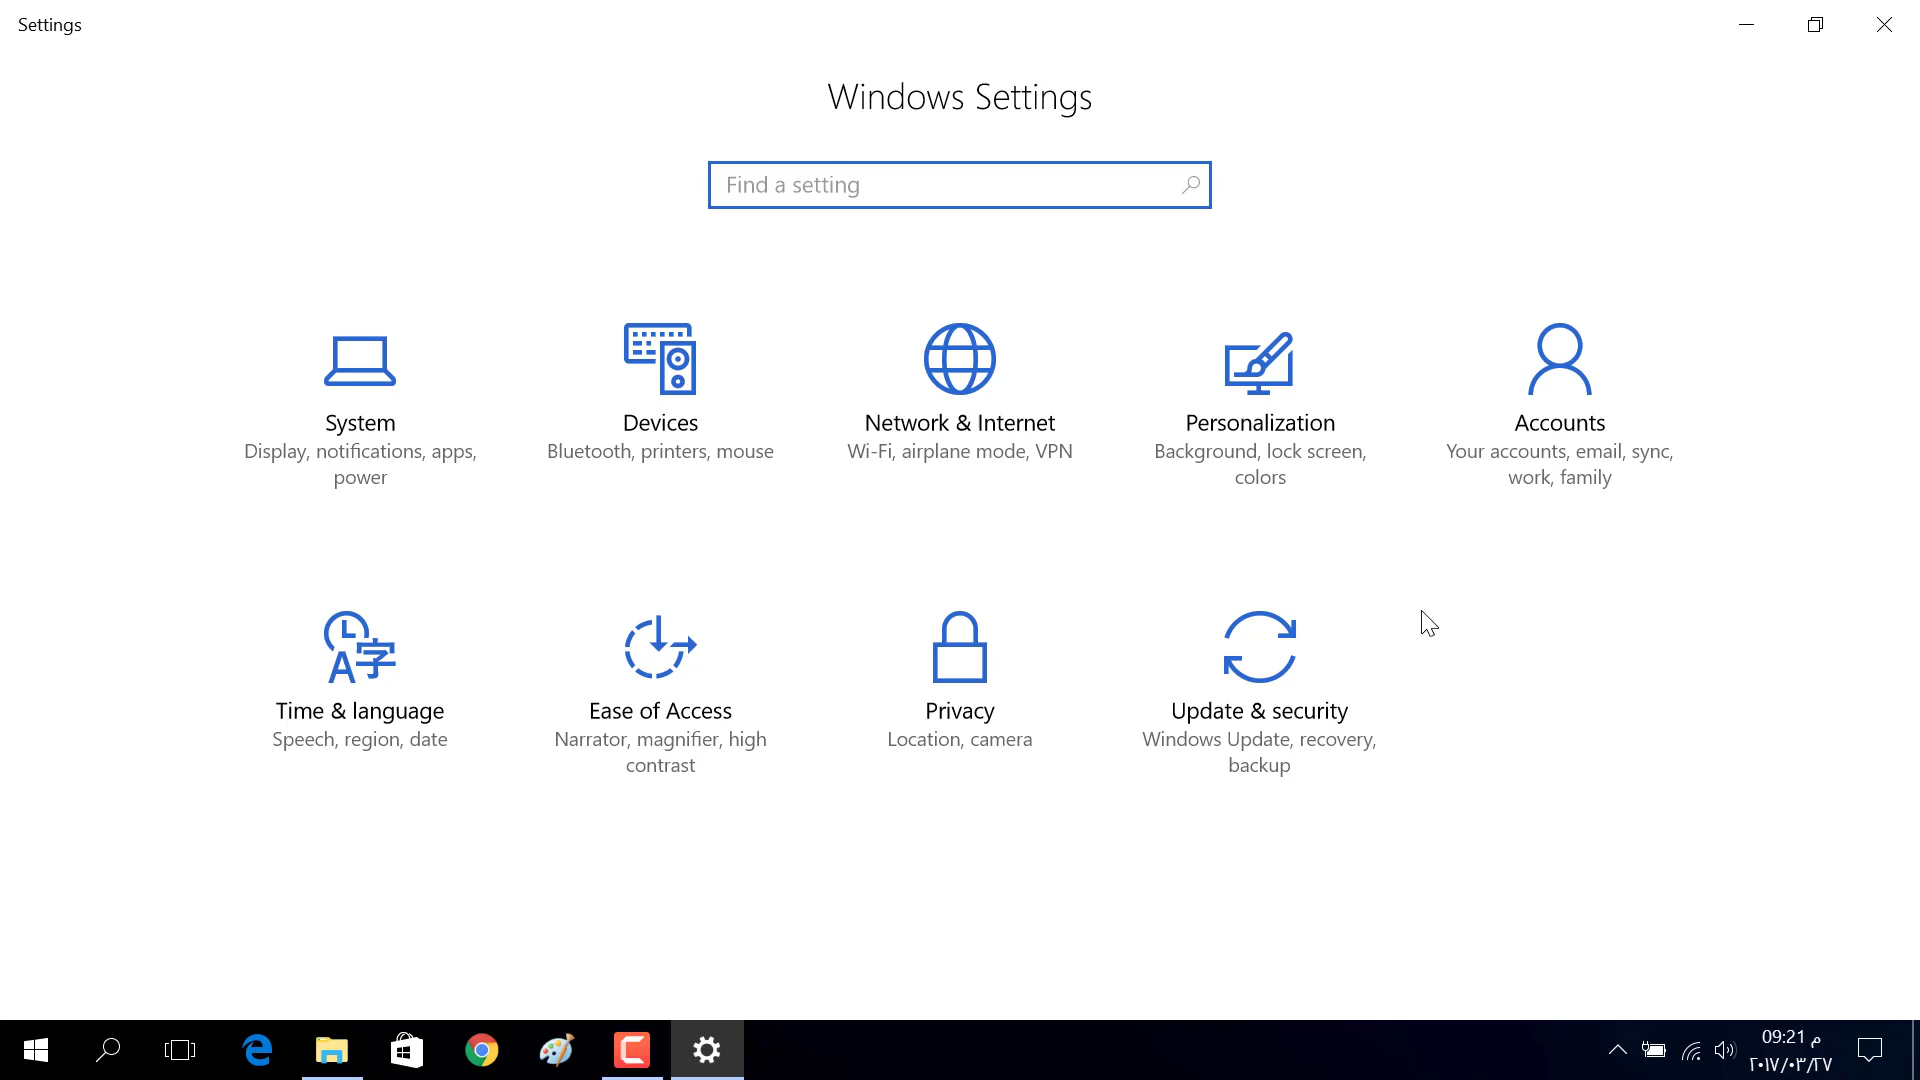 Settings
Windows Settings
Find a setting
System
Display, notifications, apps,
power
Devices
Bluetooth, printers, mouse
Network & Internet
Wi-Fi, airplane mode, VPN
Personalization
Background, lock screen,
colors
Accounts
Your accounts, email, sync,
work, family
Time & language
Speech, region, date
Ease of Access
Narrator, magnifier, high
contrast
Privacy
Location, camera
Update & security
Windows Update, recovery,
backup
09:21 م
٢٠١٧/٠٣/٢٧